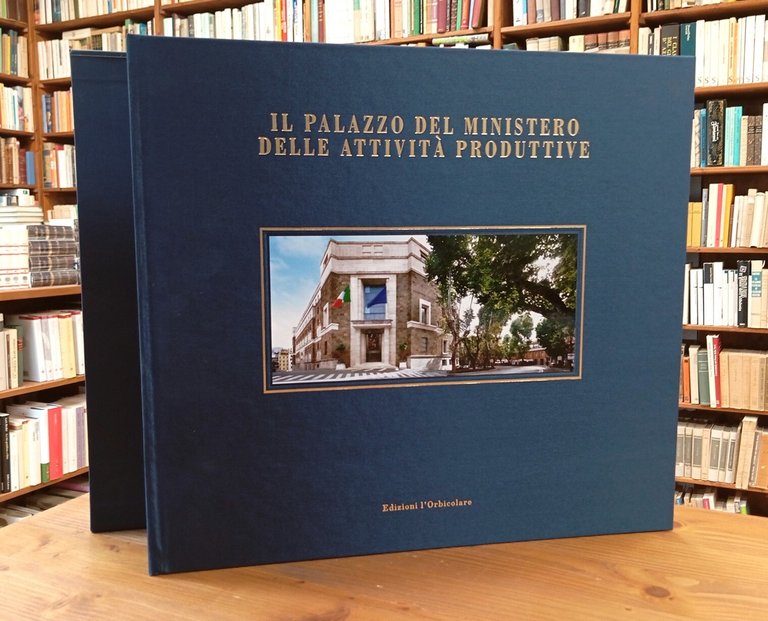 IL PALAZZO DEL MINISTERO
DELLE ATTIVITÀ PRODUTTIVE
Edizioni l'Orbicolare